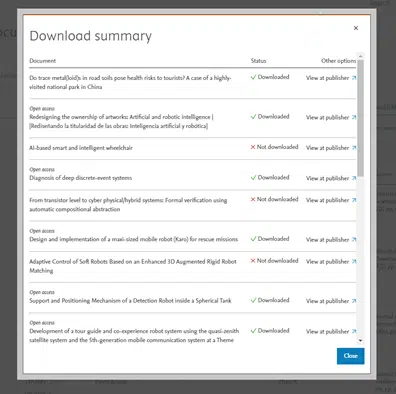 ×
Download summary
Document Status Other options
Do trace metal(loid)s in road soils pose health risks to tourists? A case of a highly- Downloaded View at publisher
visited national park in China
Open access
Redesigning the ownership of artworks: Artificial and robotic intelligence | Downloaded View at publisher
[Rediseñando la titularidad de las obras: Inteligencia artificial y robótica]
AI-based smart and intelligent wheelchair Not downloaded View at publisher
Open access
Diagnosis of deep discrete-event systems Downloaded View at publisher
From transistor level to cyber physical/hybrid systems: Formal verification using Not downloaded View at publisher
automatic compositional abstraction
Open access
Design and implementation of a maxi-sized mobile robot (Karo) for rescue missions Downloaded View at publisher
Adaptive Control of Soft Robots Based on an Enhanced 3D Augmented Rigid Robot Not downloaded View at publisher
Matching
Open access
Support and Positioning Mechanism of a Detection Robot inside a Spherical Tank Downloaded View at publisher
Open access
Development of a tour guide and co-experience robot system using the quasi-zenith Downloaded View at publisher
satellite system and the 5th-generation mobile communication system at a Theme
Close